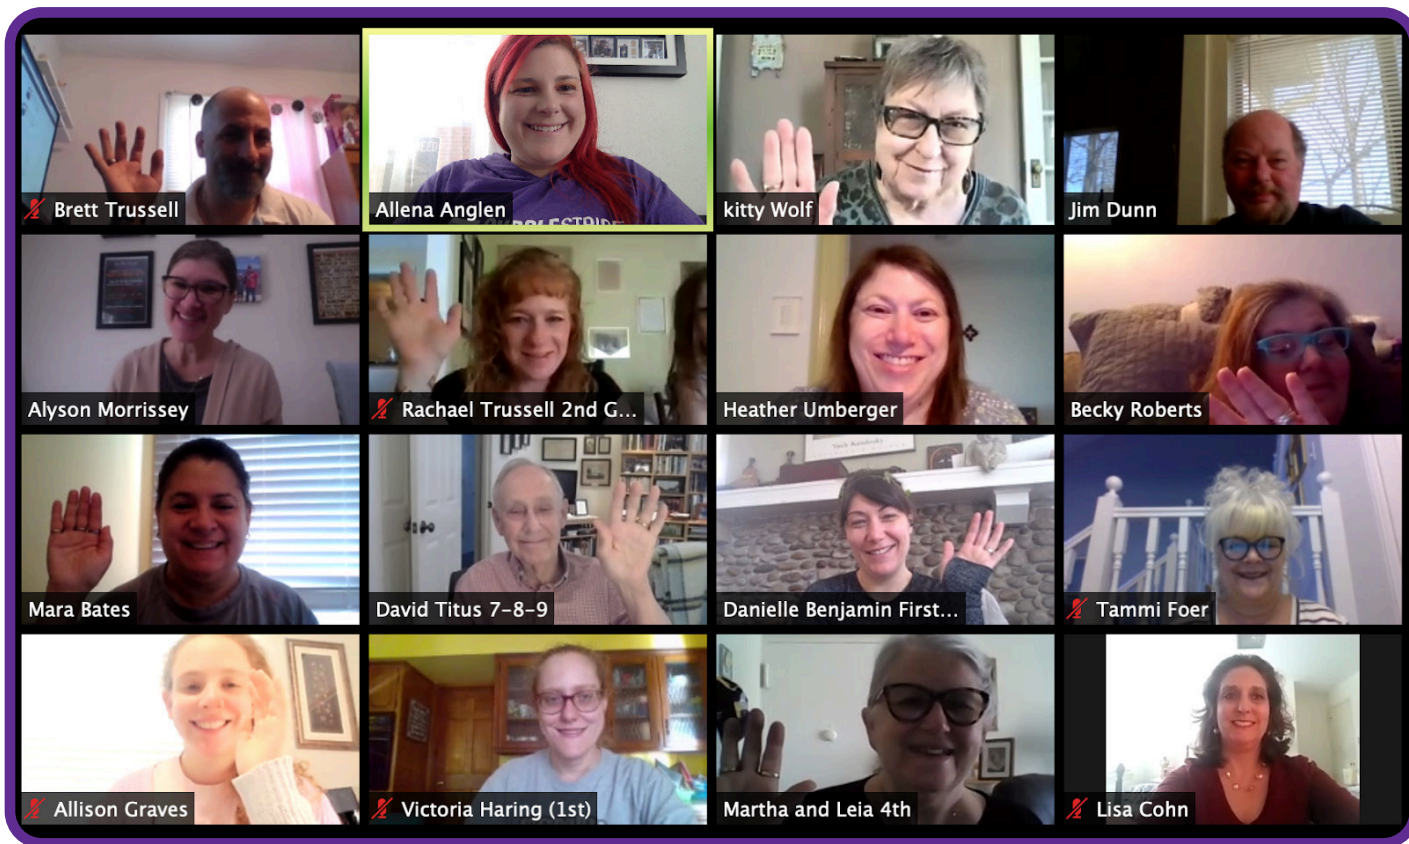 Brett Trussell
Allena Anglen
kitty Wolf
Jim Dunn
Alyson Morrissey
Rachael Trussell 2nd G...
Heather Umberger
Becky Roberts
Mara Bates
David Titus 7-8-9
Danielle Benjamin First...
Tammi Foer
Allison Graves
Victoria Haring (1st)
Martha and Leia 4th
Lisa Cohn